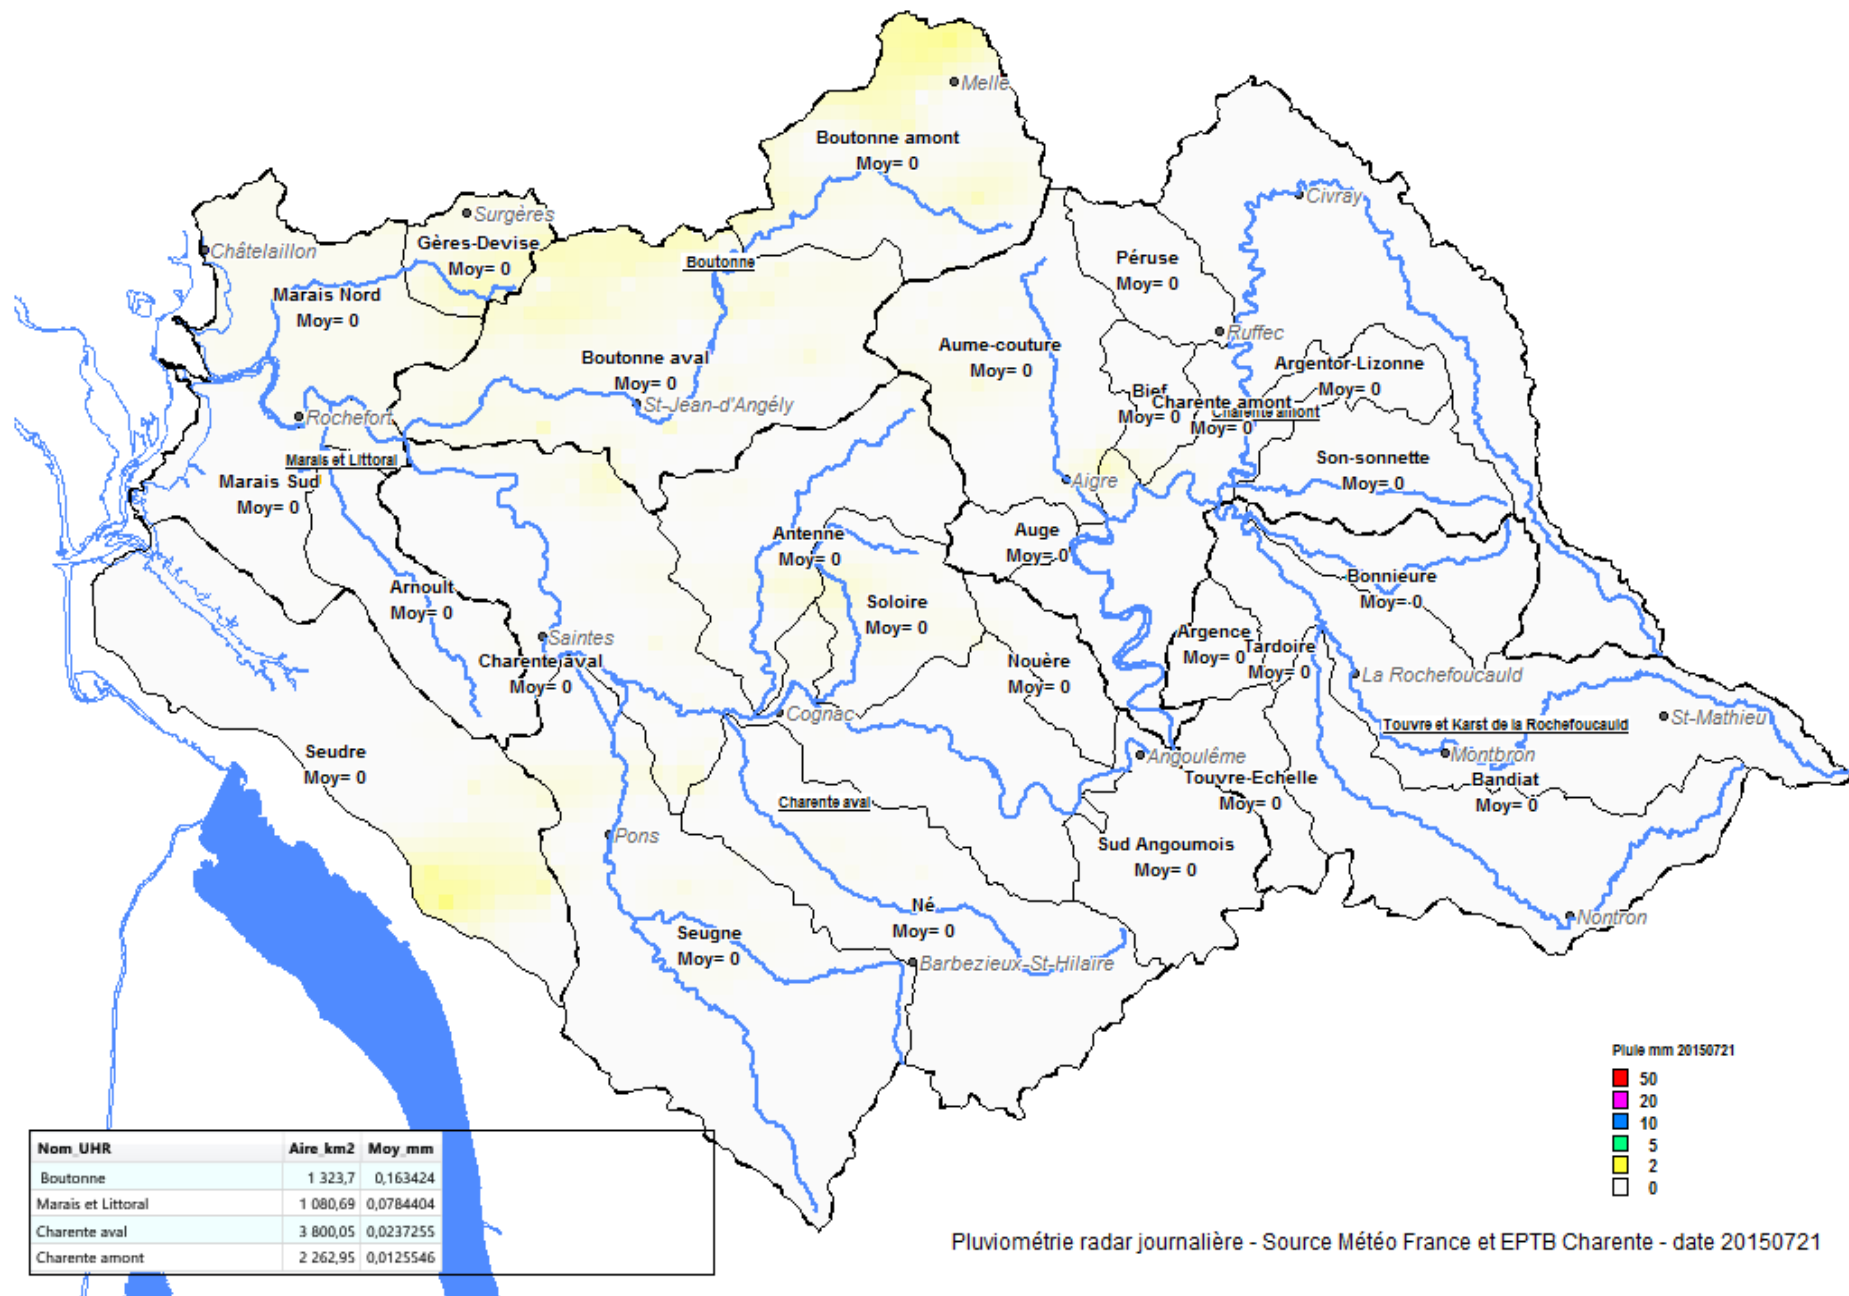 Melle
Boutonne amont
Moy= 0
Civray
Surgères
Châtelaillon
Gères-Devise
Moy= 0
Boutonne
Péruse
Moy= 0
Marais Nord
Moy= 0
Ruffec
Aume-couture
Moy= 0
Boutonne aval
Moy= 0
Argentor-Lizonne
Moy= 0
Bief
Moy= 0
Charente amont
Moy= 0
Charente amont
St-Jean-d'Angély
Rochefort
Marais et Littoral
Marais Sud
Moy= 0
Son-sonnette
Moy= 0
Aigre
Antenne
Moy= 0
Auge
Moy= 0
Arnoult
Moy= 0
Bonnieure
Moy= 0
Soloire
Moy= 0
Saintes
Argence
Moy= 0
Tardoire
Moy= 0
Charente aval
Moy= 0
Nouère
Moy= 0
La Rochefoucauld
Cognac
St-Mathieu
Touvre et Karst de la Rochefoucauld
Seudre
Moy= 0
Angoulême
Montbron
Touvre-Echelle
Moy= 0
Bandiat
Moy= 0
Charente aval
Pons
Sud Angoumois
Moy= 0
Né
Moy= 0
Nontron
Seugne
Moy= 0
Barbezieux-St-Hilaire
Pluie mm 20150721
50
20
10
5
2
0
Nom_UHR Aire_km2 Moy_mm
Boutonne 1 323,7 0,163424
Marais et Littoral 1 080,69 0,0784404
Charente aval 3 800,05 0,0237255
Charente amont 2 262,95 0,0125546
Pluviométrie radar journalière - Source Météo France et EPTB Charente - date 20150721